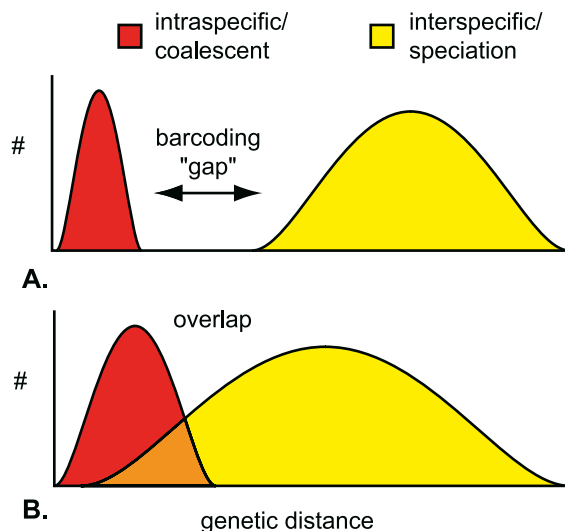 intraspecific/
coalescent
interspecific/
speciation
#
barcoding
"gap"
A.
overlap
#
B.
genetic distance